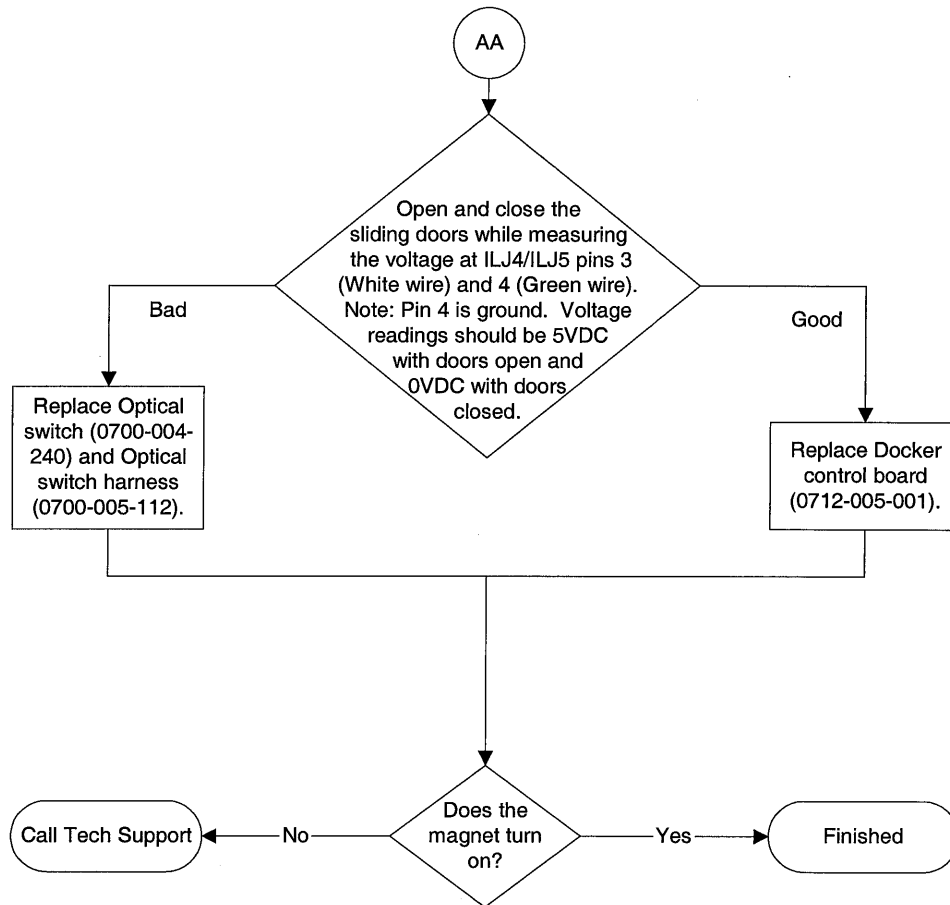 AA
Open and close the
sliding doors while measuring
the voltage at ILJ4/ILJ5 pins 3
(White wire) and 4 (Green wire).
Note: Pin 4 is ground. Voltage
readings should be 5VDC
with doors open and
0VDC with doors
closed.
Bad
Good
Replace Optical
switch (0700-004-
240) and Optical
switch harness
(0700-005-112).
Replace Docker
control board
(0712-005-001).
Does the
magnet turn
on?
No
Yes
Call Tech Support
Finished